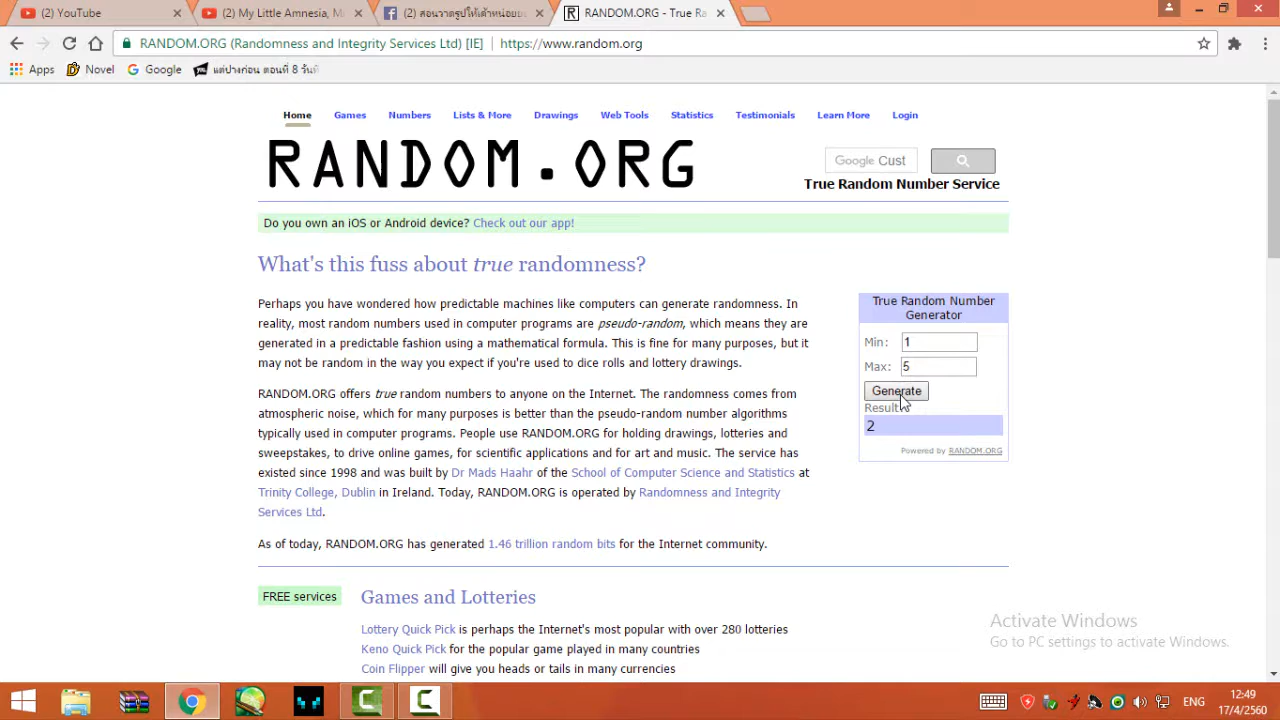 (2) YouTube
(2) My Little Amnesia, M
(2) สอนวาดรูปให้เด้าหน่อยย
RANDOM.ORG - True Ra
RANDOM.ORG (Randomness and Integrity Services Ltd) [IE] | https://www.random.org
Apps
Novel
Google
แต่ปางก่อน ตอนที่ 8 วันที่
Home Games Numbers Lists & More Drawings Web Tools Statistics Testimonials Learn More Login
RANDOM.ORG
Google Cust
True Random Number Service
Do you own an iOS or Android device? Check out our app!
What's this fuss about true randomness?
Perhaps you have wondered how predictable machines like computers can generate randomness. In
reality, most random numbers used in computer programs are pseudo-random, which means they are
generated in a predictable fashion using a mathematical formula. This is fine for many purposes, but it
may not be random in the way you expect if you're used to dice rolls and lottery drawings.
RANDOM.ORG offers true random numbers to anyone on the Internet. The randomness comes from
atmospheric noise, which for many purposes is better than the pseudo-random number algorithms
typically used in computer programs. People use RANDOM.ORG for holding drawings, lotteries and
sweepstakes, to drive online games, for scientific applications and for art and music. The service has
existed since 1998 and was built by Dr Mads Haahr of the School of Computer Science and Statistics at
Trinity College, Dublin in Ireland. Today, RANDOM.ORG is operated by Randomness and Integrity
Services Ltd.
As of today, RANDOM.ORG has generated 1.46 trillion random bits for the Internet community.
True Random Number
Generator
Min: 1
Max: 5
Generate
Result
2
Powered by RANDOM.ORG
FREE services
Games and Lotteries
Lottery Quick Pick is perhaps the Internet's most popular with over 280 lotteries
Keno Quick Pick for the popular game played in many countries
Coin Flipper will give you heads or tails in many currencies
Activate Windows
Go to PC settings to activate Windows.
ENG
12:49
17/4/2560